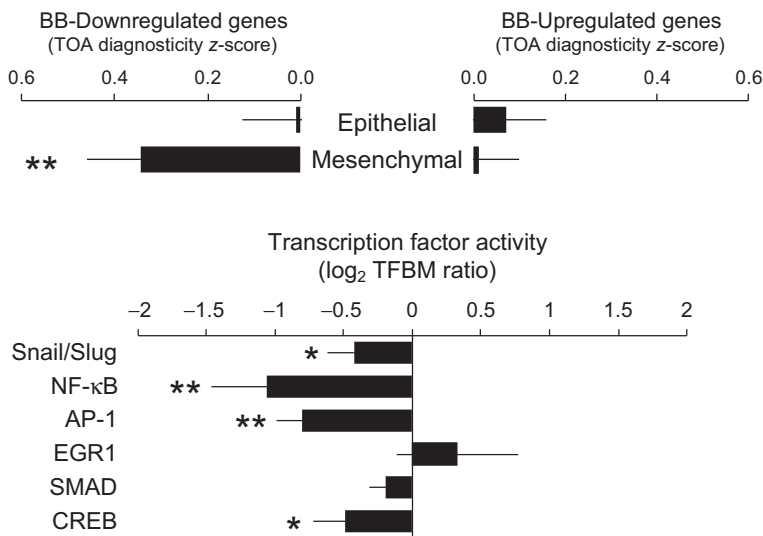 BB-Downregulated genes
(TOA diagnosticity z-score)
BB-Upregulated genes
(TOA diagnosticity z-score)
0.6 0.4 0.2 0.0
0.0 0.2 0.4 0.6
Epithelial
** Mesenchymal
Transcription factor activity
(log₂ TFBM ratio)
−2 −1.5 −1 −0.5 0 0.5 1 1.5 2
Snail/Slug *
NF-κB **
AP-1 **
EGR1
SMAD
CREB *